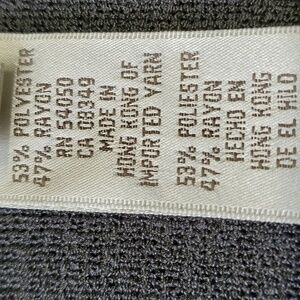 53% POLYESTER
47% RAYON
RN 54050
CA 08349
MADE IN
HONG KONG OF
IMPORTED YARN
53% POLIESTER
47% RAYON
HECHO EN
HONG KONG
DE EL HILO